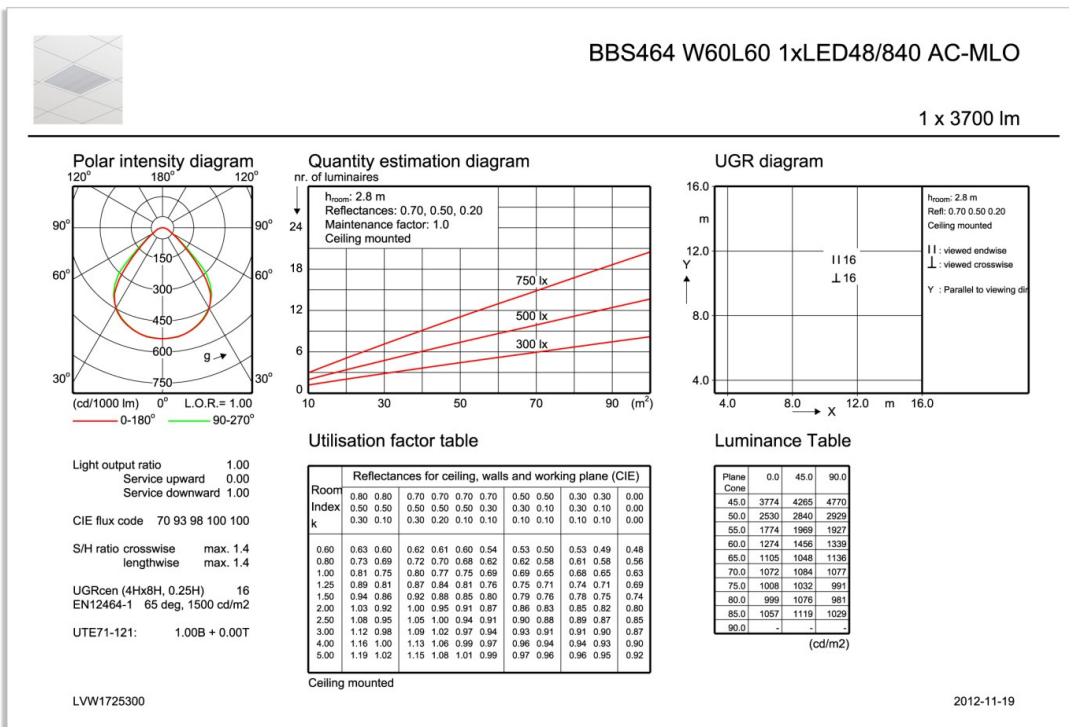 BBS464 W60L60 1xLED48/840 AC-MLO
1 x 3700 lm
Polar intensity diagram
120° 180° 120°
90° 90°
150
60° 60°
300
450
600
g
30° 750 30°
(cd/1000 lm) 0° L.O.R.= 1.00
0-180° 90-270°
Quantity estimation diagram
nr. of luminaires
hroom: 2.8 m
Reflectances: 0.70, 0.50, 0.20
Maintenance factor: 1.0
Ceiling mounted
24
18
12
6
0
750 lx
500 lx
300 lx
10 30 50 70 90 (m²)
UGR diagram
16.0
m
12.0
Y
8.0
4.0
II 16
⊥ 16
4.0 8.0 12.0 m 16.0
X
hroom: 2.8 m
Refl: 0.70 0.50 0.20
Ceiling mounted
II : viewed endwise
⊥ : viewed crosswise
Y : Parallel to viewing dir
Light output ratio 1.00
Service upward 0.00
Service downward 1.00
CIE flux code 70 93 98 100 100
S/H ratio crosswise max. 1.4
lengthwise max. 1.4
UGRcen (4Hx8H, 0.25H) 16
EN12464-1 65 deg, 1500 cd/m2
UTE71-121: 1.00B + 0.00T
Utilisation factor table
Reflectances for ceiling, walls and working plane (CIE)
Room Index k
0.80 0.80 0.70 0.70 0.70 0.70 0.50 0.50 0.30 0.30 0.00
0.50 0.50 0.50 0.50 0.50 0.30 0.30 0.10 0.30 0.10 0.00
0.30 0.10 0.30 0.20 0.10 0.10 0.10 0.10 0.10 0.10 0.00
0.60 0.63 0.60 0.62 0.61 0.60 0.54 0.53 0.50 0.53 0.49 0.48
0.80 0.73 0.69 0.72 0.70 0.68 0.62 0.62 0.58 0.61 0.58 0.56
1.00 0.81 0.75 0.80 0.77 0.75 0.69 0.69 0.65 0.68 0.65 0.63
1.25 0.89 0.81 0.87 0.84 0.81 0.76 0.75 0.71 0.74 0.71 0.69
1.50 0.94 0.86 0.92 0.88 0.85 0.80 0.79 0.76 0.78 0.75 0.74
2.00 1.03 0.92 1.00 0.95 0.91 0.87 0.86 0.83 0.85 0.82 0.80
2.50 1.08 0.95 1.05 1.00 0.94 0.91 0.90 0.88 0.89 0.87 0.85
3.00 1.12 0.98 1.09 1.02 0.97 0.94 0.93 0.91 0.91 0.90 0.87
4.00 1.16 1.00 1.13 1.06 0.99 0.97 0.96 0.94 0.94 0.93 0.90
5.00 1.19 1.02 1.15 1.08 1.01 0.99 0.97 0.96 0.96 0.95 0.92
Ceiling mounted
Luminance Table
Plane 0.0 45.0 90.0
Cone
45.0 3774 4265 4770
50.0 2530 2840 2929
55.0 1774 1969 1927
60.0 1274 1456 1339
65.0 1105 1048 1136
70.0 1072 1084 1077
75.0 1008 1032 991
80.0 999 1076 981
85.0 1057 1119 1029
90.0 - - -
(cd/m2)
LVW1725300
2012-11-19